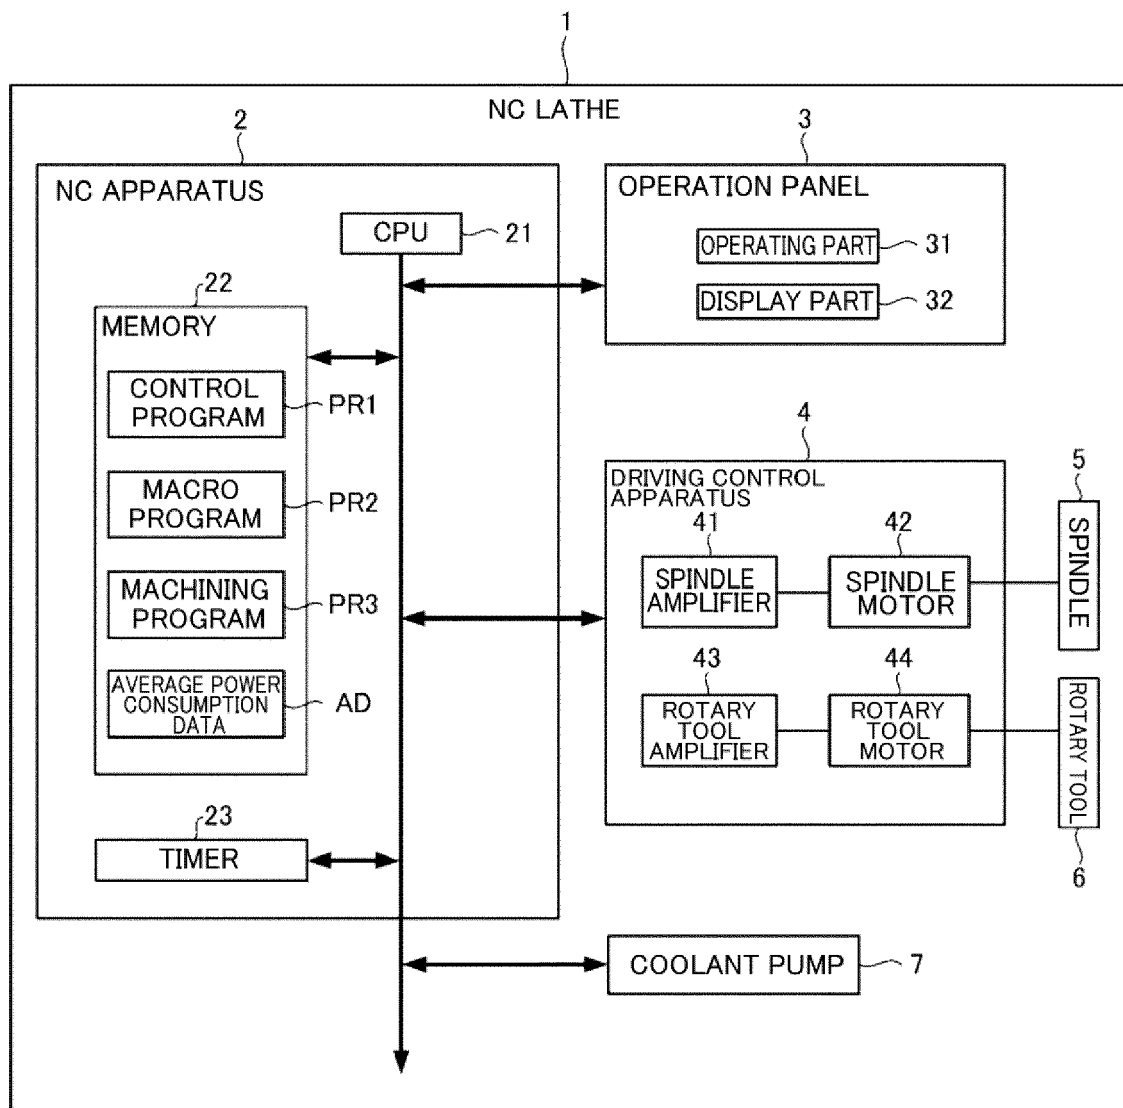 1
NC LATHE
2
NC APPARATUS
CPU
21
22
MEMORY
CONTROL
PROGRAM
PR1
MACRO
PROGRAM
PR2
MACHINING
PROGRAM
PR3
AVERAGE POWER
CONSUMPTION
DATA
AD
23
TIMER
3
OPERATION PANEL
OPERATING PART
31
DISPLAY PART
32
4
DRIVING CONTROL
APPARATUS
41
SPINDLE
AMPLIFIER
42
SPINDLE
MOTOR
43
ROTARY
TOOL
AMPLIFIER
44
ROTARY
TOOL
MOTOR
5
SPINDLE
ROTARY TOOL
6
COOLANT PUMP
7